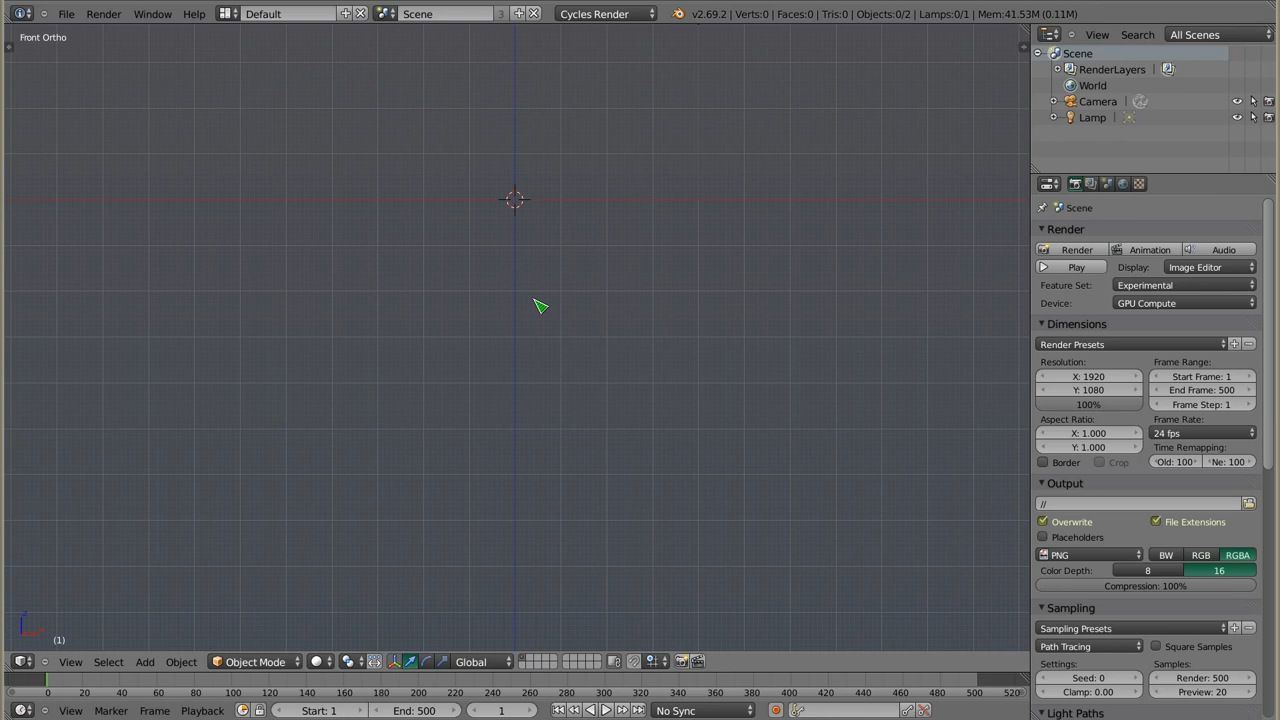 File Render Window Help Default Scene 3 Cycles Render v2.69.2 | Verts:0 | Faces:0 | Tris:0 | Objects:0/2 | Lamps:0/1 | Mem:41.53M (0.11M)
Front Ortho
View Search All Scenes
Scene
RenderLayers
World
Camera
Lamp
Scene
Render
Render Animation Audio
Play Display: Image Editor
Feature Set: Experimental
Device: GPU Compute
Dimensions
Render Presets
Resolution: Frame Range:
X: 1920 Start Frame: 1
Y: 1080 End Frame: 500
100% Frame Step: 1
Aspect Ratio: Frame Rate:
X: 1.000 24 fps
Y: 1.000 Time Remapping:
Border Crop Old: 100 Ne: 100
Output
//
Overwrite File Extensions
Placeholders
PNG BW RGB RGBA
Color Depth: 8 16
Compression: 100%
Sampling
Sampling Presets
Path Tracing Square Samples
Settings: Samples:
Seed: 0 Render: 500
Clamp: 0.00 Preview: 20
Light Paths
(1)
View Select Add Object Object Mode Global
0 20 40 60 80 100 120 140 160 180 200 220 240 260 280 300 320 340 360 380 400 420 440 460 480 500 520
View Marker Frame Playback Start: 1 End: 500 1 No Sync